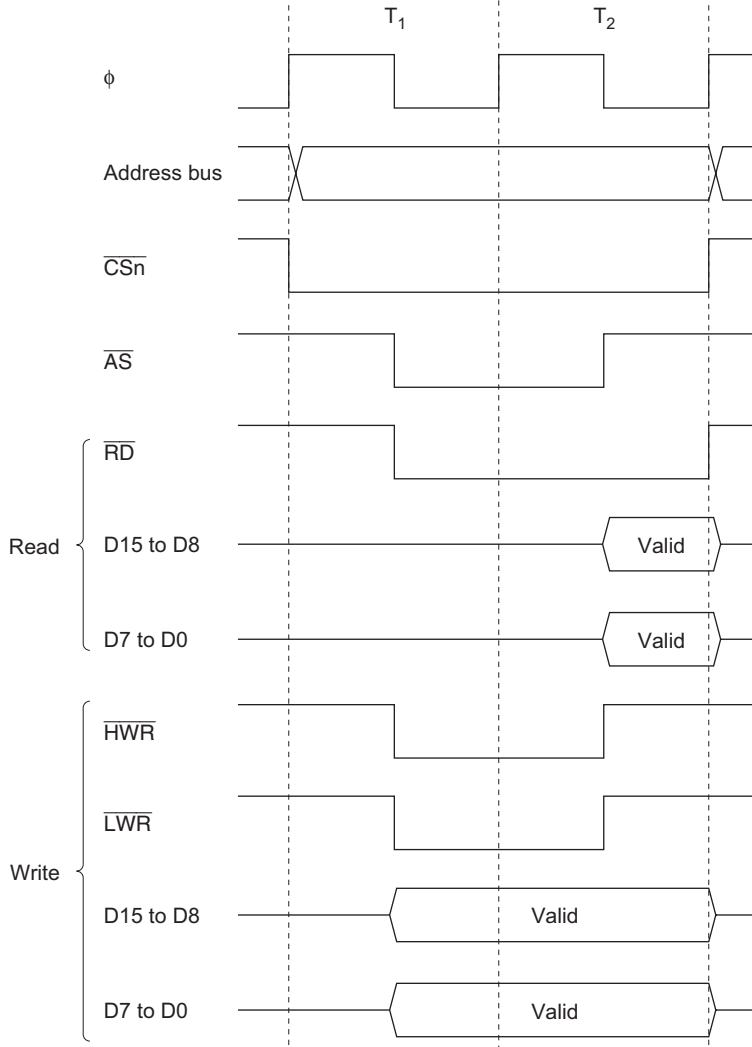 T1 T2
ϕ
Address bus
CSn
AS
RD
Read D15 to D8 Valid
D7 to D0 Valid
HWR
LWR
Write
D15 to D8 Valid
D7 to D0 Valid